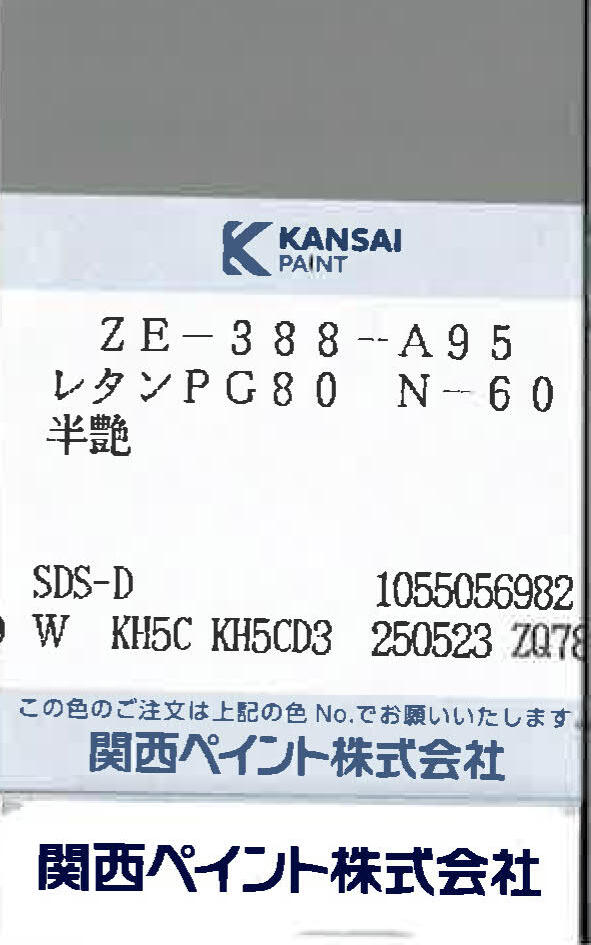 KANSAI
PAINT
ZE-388-A95
レタンPG80 N-60
半艶
SDS-D 1055056982
W KH5C KH5CD3 250523 ZQ78
この色のご注文は上記の色 No.でお願いいたします。
関西ペイント株式会社
関西ペイント株式会社